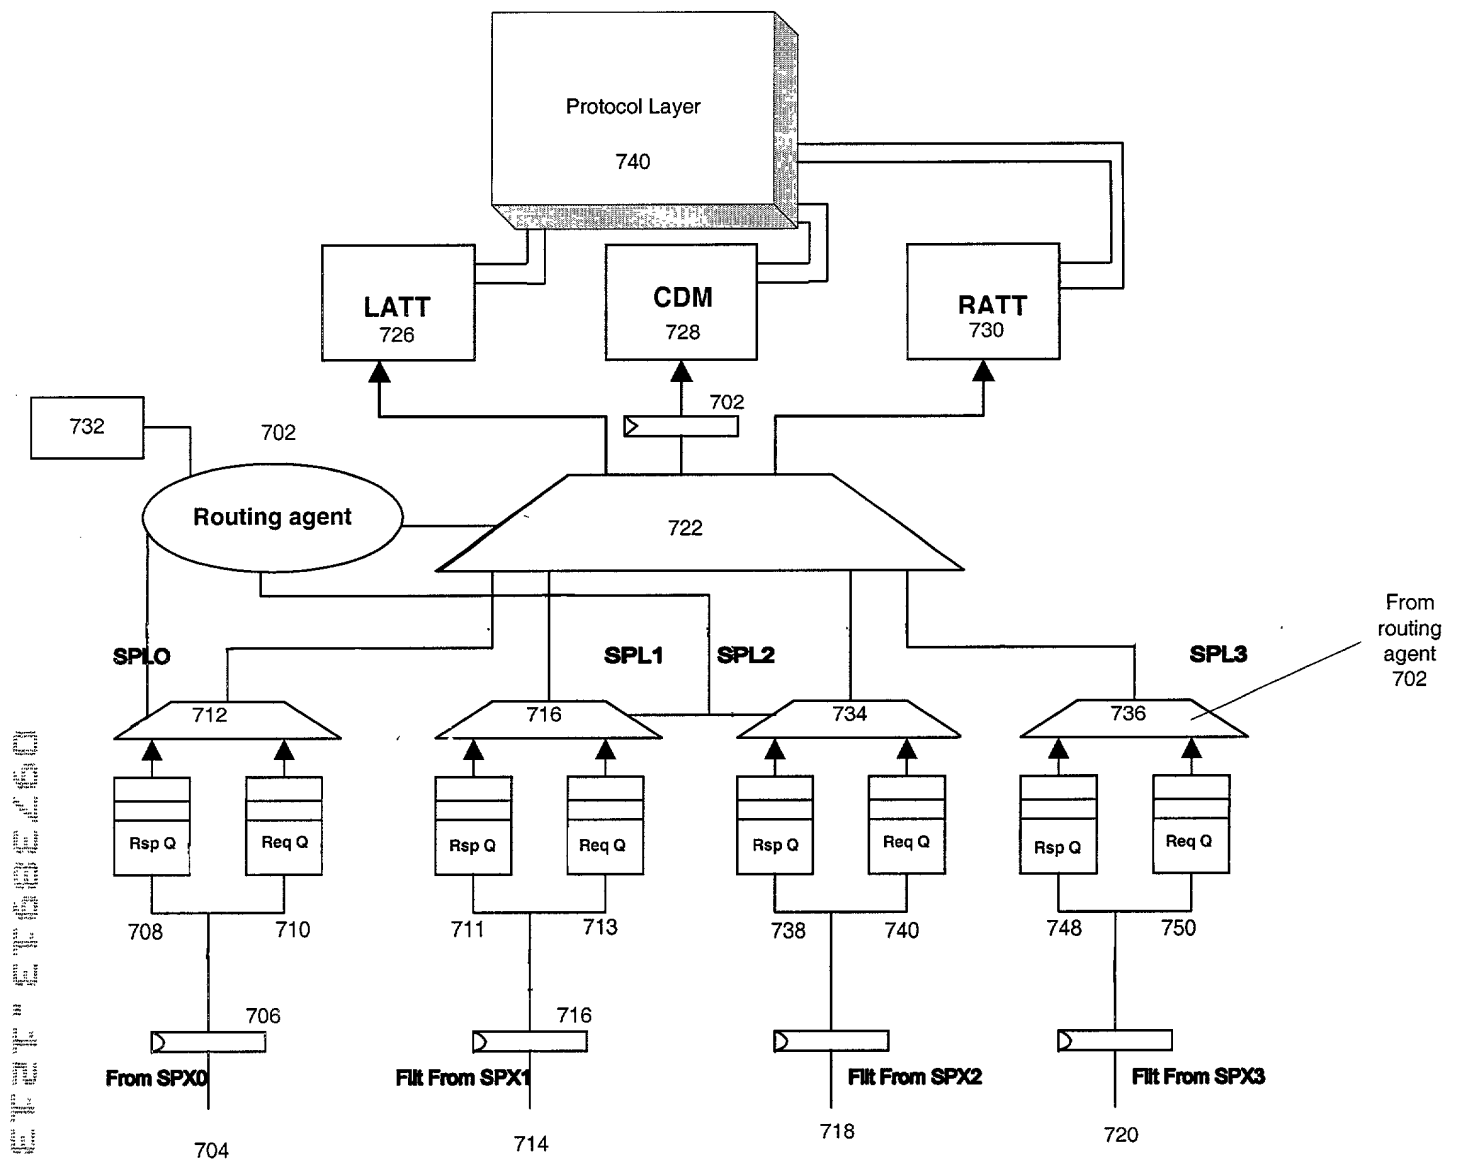 Protocol Layer
740
LATT
726
CDM
728
RATT
730
702
732
702
Routing agent
722
From
routing
agent
702
SPLO
SPL1
SPL2
SPL3
712
716
734
736
Rsp Q
Req Q
Rsp Q
Req Q
Rsp Q
Req Q
Rsp Q
Req Q
708
710
711
713
738
740
748
750
706
716
From SPX0
Flit From SPX1
Flit From SPX2
Flit From SPX3
704
714
718
720